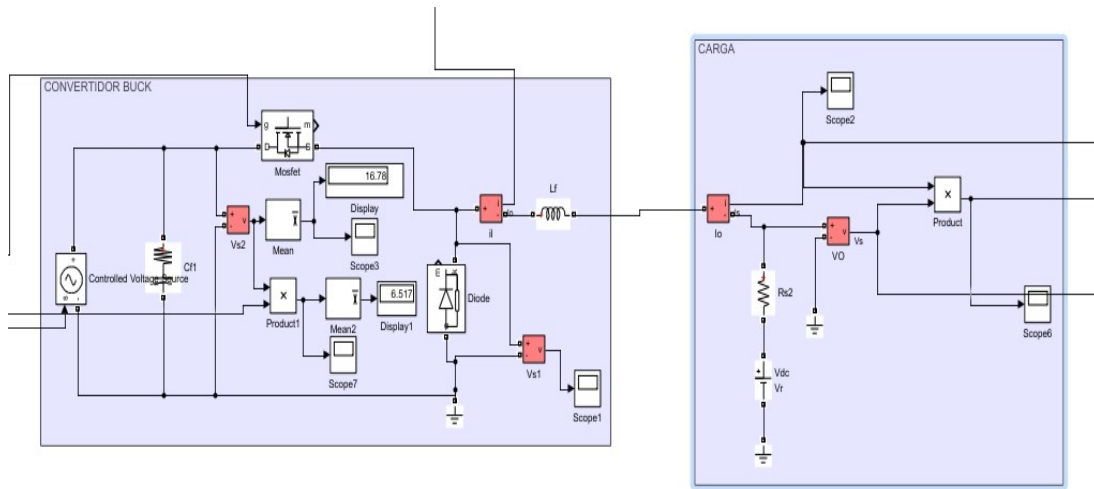 CONVERTIDOR BUCK
g
m
D
S
Mosfet
16.78
Display
+
-
v
Vs2
Mean
Scope3
Cf1
Controlled Voltage Source
x
Product1
Mean2
6.517
Display1
Scope7
Diode
+
-
i
iL
Lf
+
-
v
Vs1
Scope1
CARGA
Scope2
+
-
i
Io
is
x
Product
+
-
v
VO
Vs
Rs2
Scope6
+
Vdc
Vr